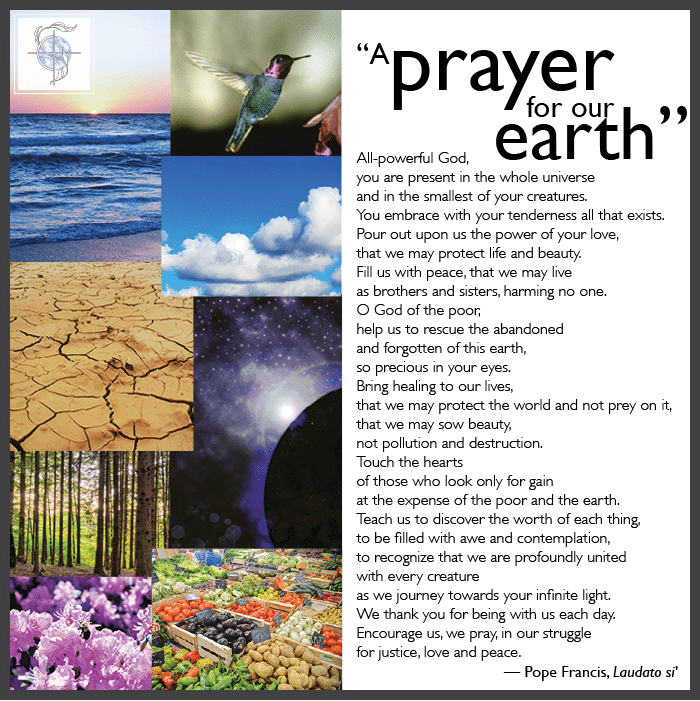 “A prayer
for our
earth”
All-powerful God,
you are present in the whole universe
and in the smallest of your creatures.
You embrace with your tenderness all that exists.
Pour out upon us the power of your love,
that we may protect life and beauty.
Fill us with peace, that we may live
as brothers and sisters, harming no one.
O God of the poor,
help us to rescue the abandoned
and forgotten of this earth,
so precious in your eyes.
Bring healing to our lives,
that we may protect the world and not prey on it,
that we may sow beauty,
not pollution and destruction.
Touch the hearts
of those who look only for gain
at the expense of the poor and the earth.
Teach us to discover the worth of each thing,
to be filled with awe and contemplation,
to recognize that we are profoundly united
with every creature
as we journey towards your infinite light.
We thank you for being with us each day.
Encourage us, we pray, in our struggle
for justice, love and peace.
— Pope Francis, Laudato si’